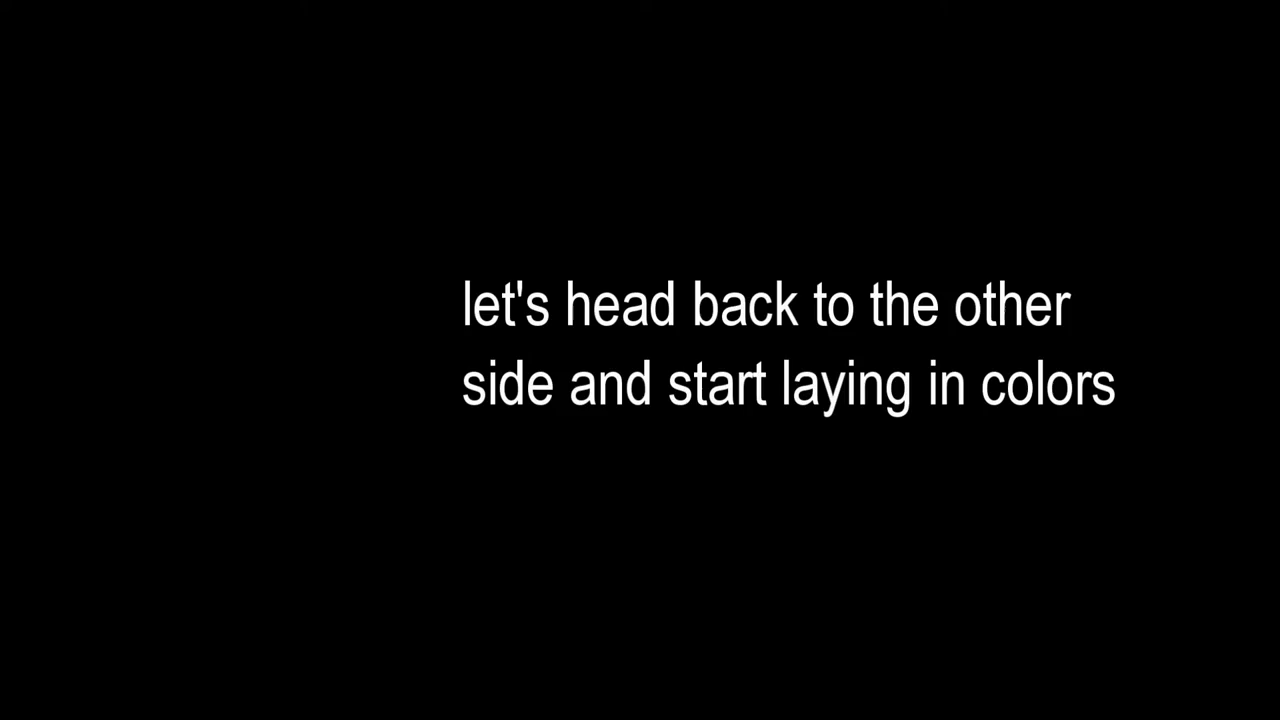 let's head back to the other
side and start laying in colors